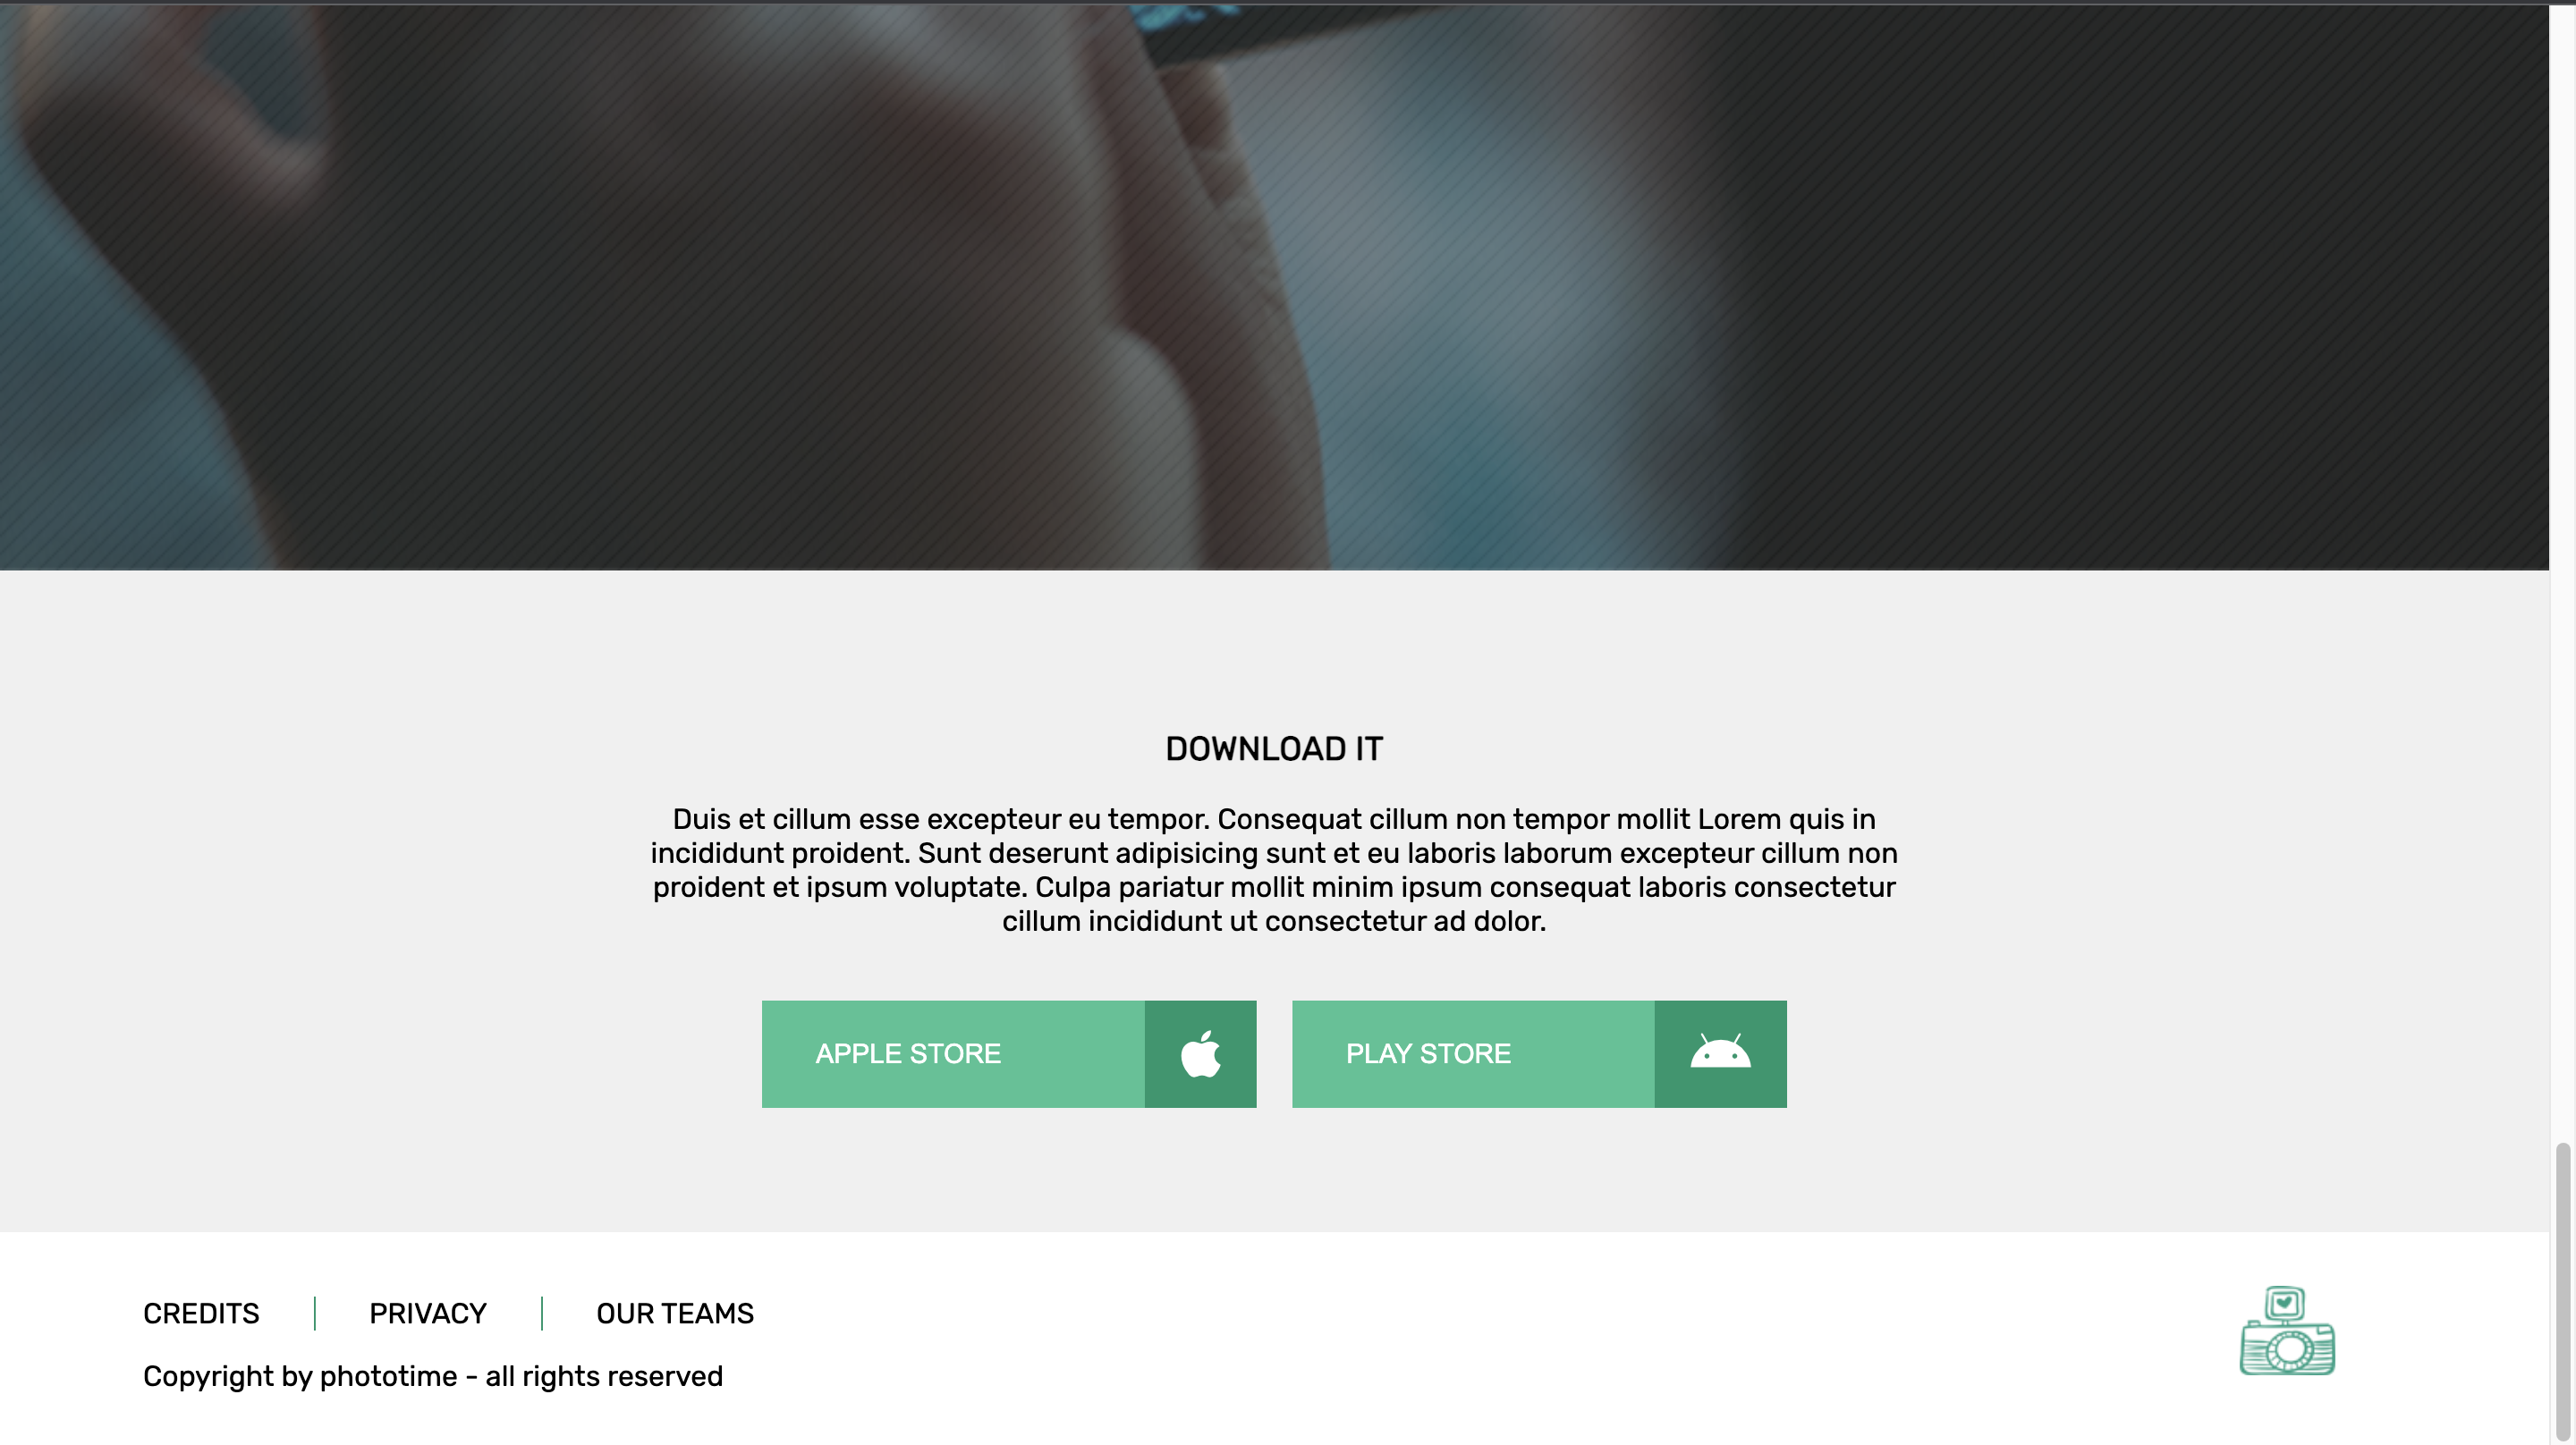 DOWNLOAD IT
Duis et cillum esse excepteur eu tempor. Consequat cillum non tempor mollit Lorem quis in
incididunt proident. Sunt deserunt adipisicing sunt et eu laboris laborum excepteur cillum non
proident et ipsum voluptate. Culpa pariatur mollit minim ipsum consequat laboris consectetur
cillum incididunt ut consectetur ad dolor.
APPLE STORE
PLAY STORE
CREDITS
PRIVACY
OUR TEAMS
Copyright by phototime - all rights reserved